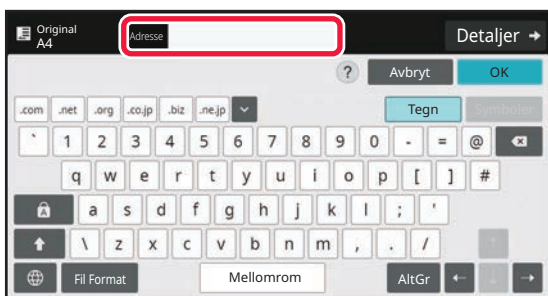 Original
A4
Adresse
Detaljer
? Avbryt OK
.com .net .org .co.jp .biz .ne.jp Tegn Symboler
` 1 2 3 4 5 6 7 8 9 0 - = @
q w e r t y u i o p [ ] #
A a s d f g h j k l ; '
\ z x c v b n m , . /
Fil Format Mellomrom AltGr